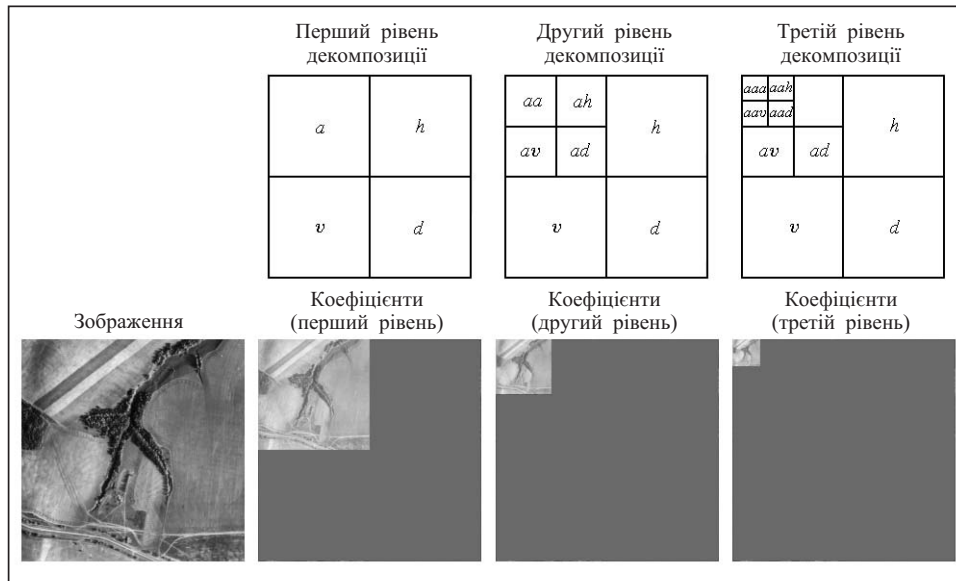 Перший рівень декомпозиції
Другий рівень декомпозиції
Третій рівень декомпозиції
a h
v d
aa ah
av ad
h
v d
aaa aah
aav aad
h
av ad
v d
Зображення
Коефіцієнти (перший рівень)
Коефіцієнти (другий рівень)
Коефіцієнти (третій рівень)